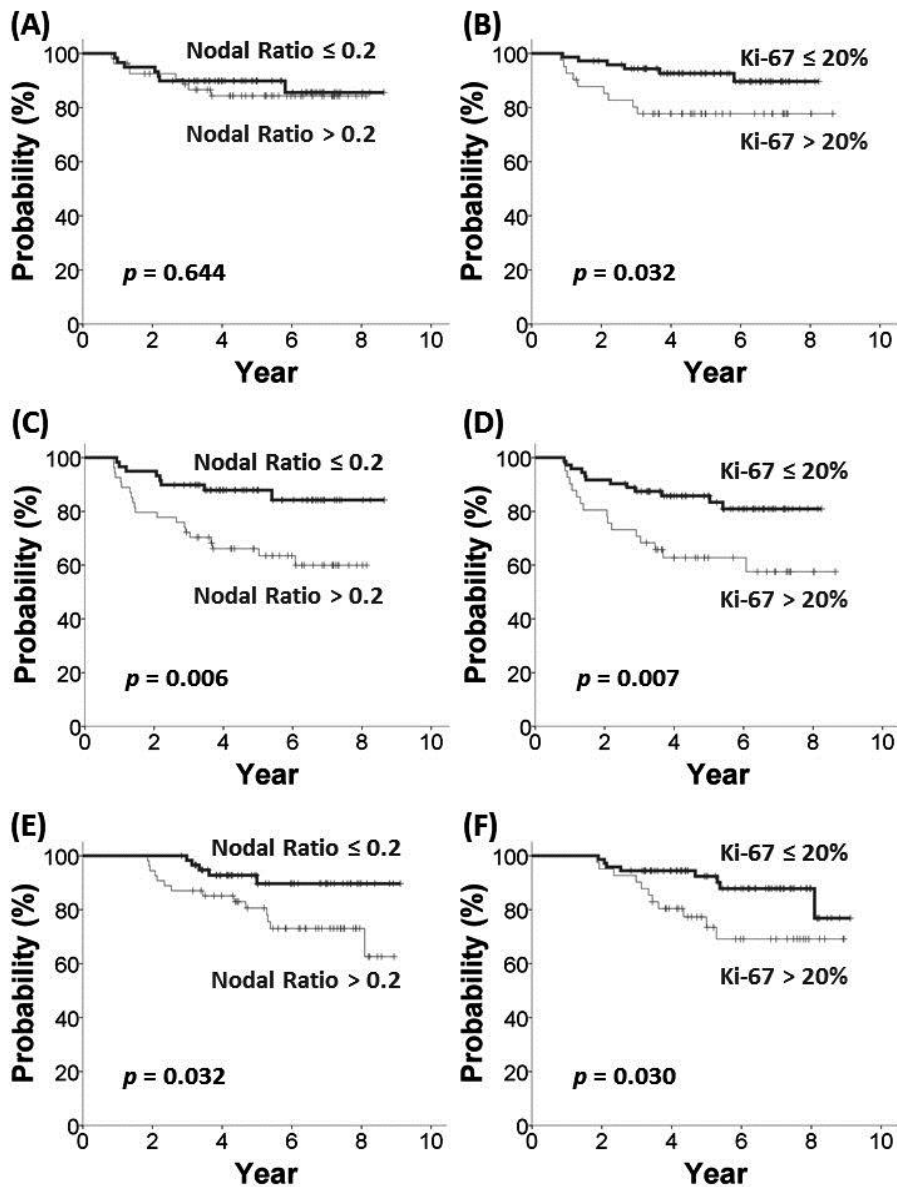 (A)
100
80
60
40
20
0
Probability (%)
Nodal Ratio ≤ 0.2
Nodal Ratio > 0.2
p = 0.644
0 2 4 6 8 10
Year
(B)
100
80
60
40
20
0
Probability (%)
Ki-67 ≤ 20%
Ki-67 > 20%
p = 0.032
0 2 4 6 8 10
Year
(C)
100
80
60
40
20
0
Probability (%)
Nodal Ratio ≤ 0.2
Nodal Ratio > 0.2
p = 0.006
0 2 4 6 8 10
Year
(D)
100
80
60
40
20
0
Probability (%)
Ki-67 ≤ 20%
Ki-67 > 20%
p = 0.007
0 2 4 6 8 10
Year
(E)
100
80
60
40
20
0
Probability (%)
Nodal Ratio ≤ 0.2
Nodal Ratio > 0.2
p = 0.032
0 2 4 6 8 10
Year
(F)
100
80
60
40
20
0
Probability (%)
Ki-67 ≤ 20%
Ki-67 > 20%
p = 0.030
0 2 4 6 8 10
Year